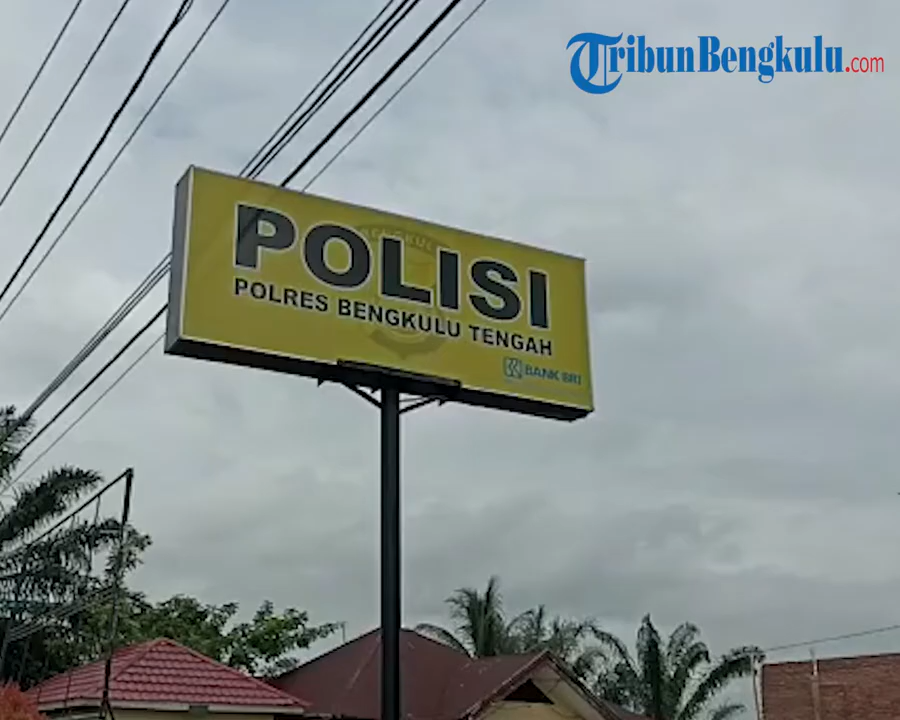 TribunBengkulu.com
POLISI
POLRES BENGKULU TENGAH
BANK BRI